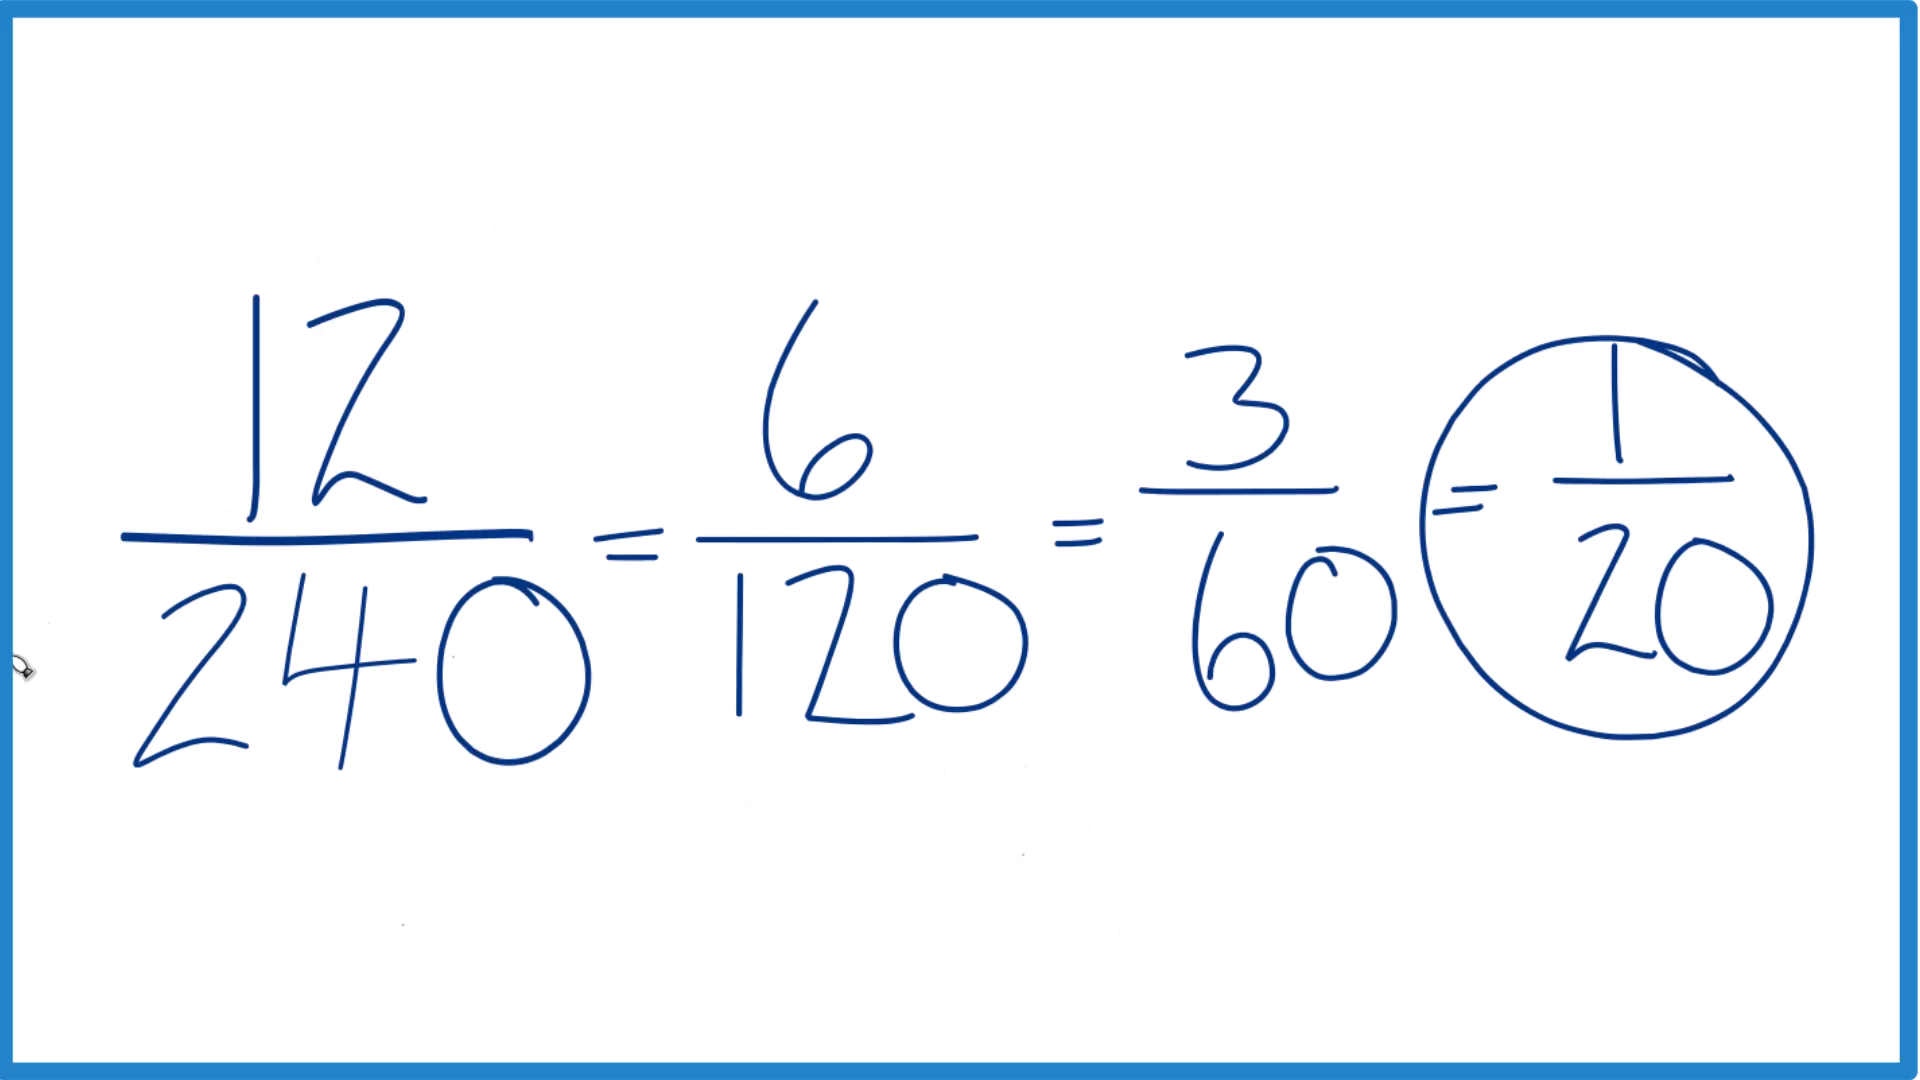 12/240 = 6/120 = 3/60 = 1/20